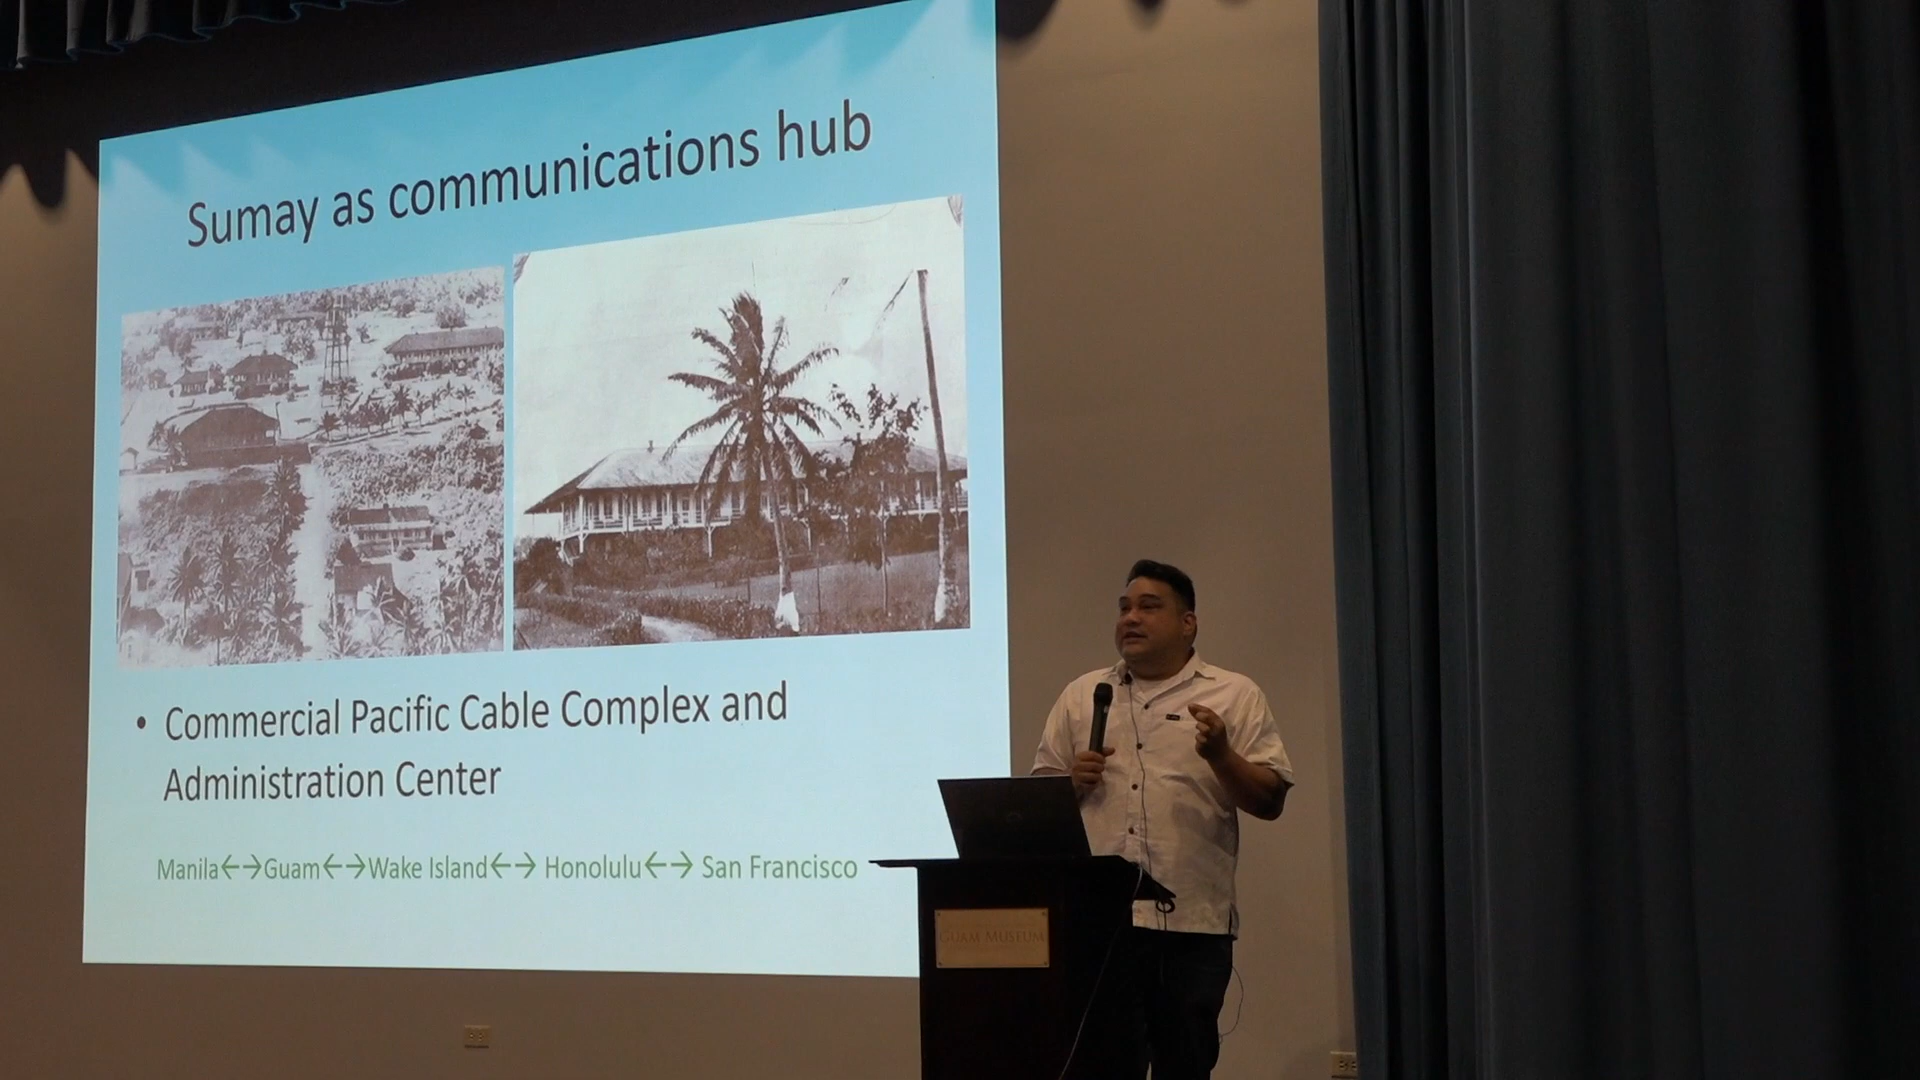 Sumay as communications hub
• Commercial Pacific Cable Complex and
Administration Center
Manila←→Guam←→Wake Island←→ Honolulu←→ San Francisco
GUAM MUSEUM